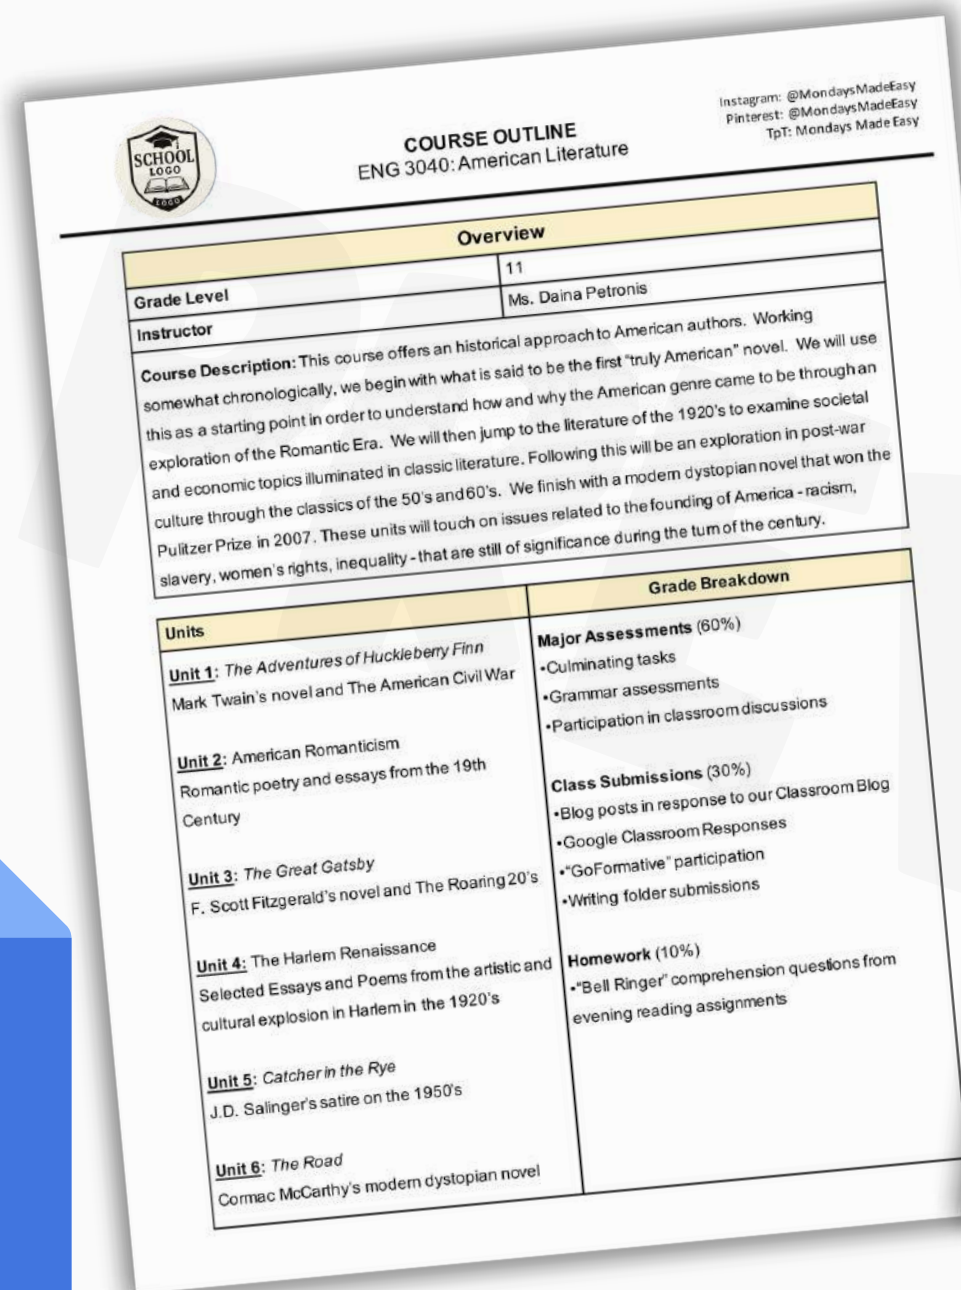 SCHOOL
LOGO
LOGO
COURSE OUTLINE
ENG 3040: American Literature
Instagram: @MondaysMadeEasy
Pinterest: @MondaysMadeEasy
TpT: Mondays Made Easy
Overview
Grade Level
11
Instructor
Ms. Daina Petronis
Course Description: This course offers an historical approach to American authors. Working
somewhat chronologically, we begin with what is said to be the first "truly American" novel. We will use
this as a starting point in order to understand how and why the American genre came to be through an
exploration of the Romantic Era. We will then jump to the literature of the 1920's to examine societal
and economic topics illuminated in classic literature. Following this will be an exploration in post-war
culture through the classics of the 50's and 60's. We finish with a modern dystopian novel that won the
Pulitzer Prize in 2007. These units will touch on issues related to the founding of America - racism,
slavery, women's rights, inequality - that are still of significance during the turn of the century.
Units
Unit 1: The Adventures of Huckleberry Finn
Mark Twain's novel and The American Civil War
Unit 2: American Romanticism
Romantic poetry and essays from the 19th
Century
Unit 3: The Great Gatsby
F. Scott Fitzgerald's novel and The Roaring 20's
Unit 4: The Harlem Renaissance
Selected Essays and Poems from the artistic and
cultural explosion in Harlem in the 1920's
Unit 5: Catcher in the Rye
J.D. Salinger's satire on the 1950's
Unit 6: The Road
Cormac McCarthy's modern dystopian novel
Grade Breakdown
Major Assessments (60%)
•Culminating tasks
•Grammar assessments
•Participation in classroom discussions
Class Submissions (30%)
•Blog posts in response to our Classroom Blog
•Google Classroom Responses
•"GoFormative" participation
•Writing folder submissions
Homework (10%)
•"Bell Ringer" comprehension questions from
evening reading assignments